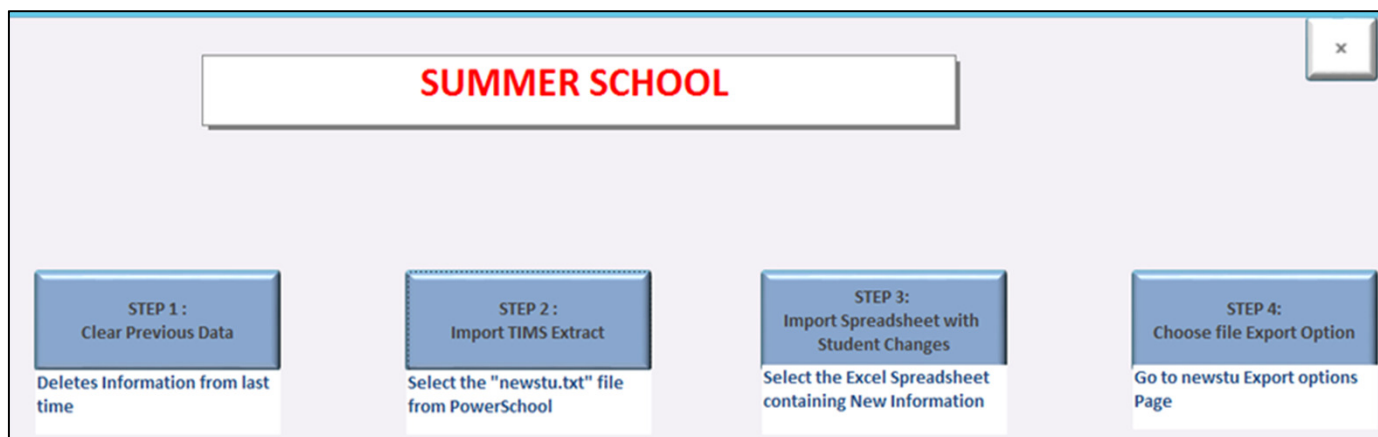 SUMMER SCHOOL
×
STEP 1 :
Clear Previous Data
Deletes Information from last
time
STEP 2 :
Import TIMS Extract
Select the "newstu.txt" file
from PowerSchool
STEP 3:
Import Spreadsheet with
Student Changes
Select the Excel Spreadsheet
containing New Information
STEP 4:
Choose file Export Option
Go to newstu Export options
Page